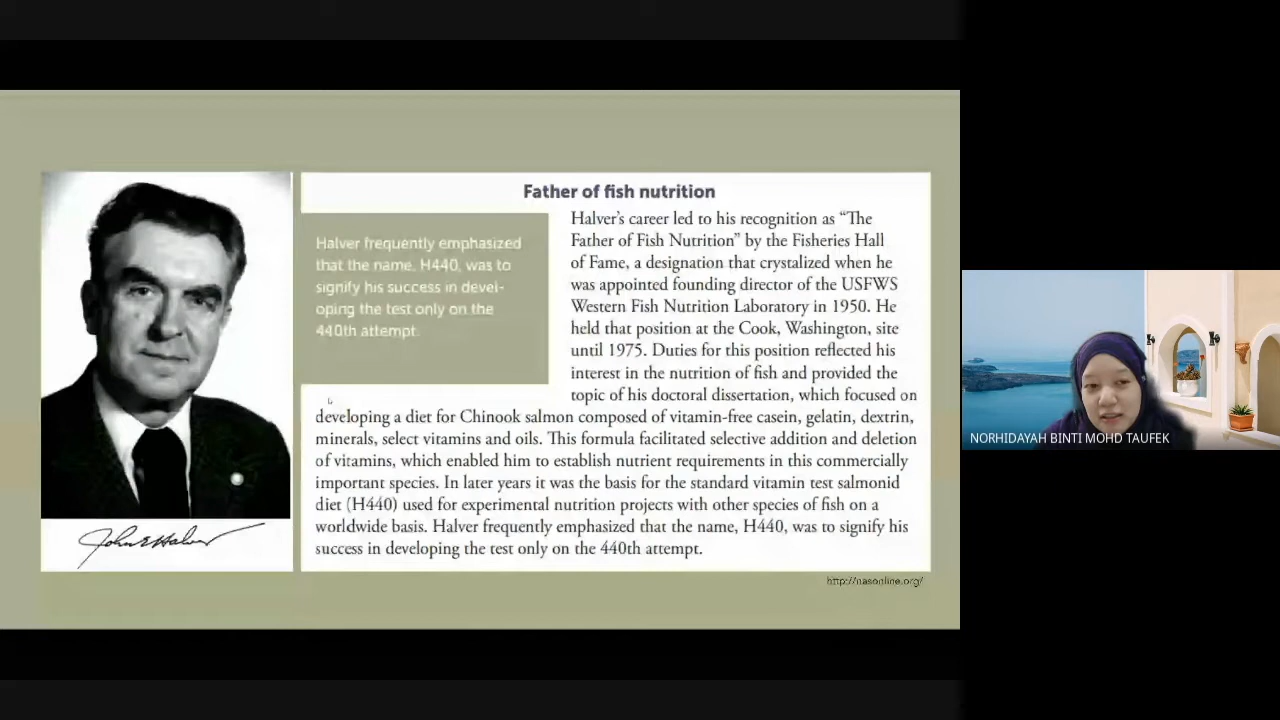 Father of fish nutrition
Halver frequently emphasized
that the name, H440, was to
signify his success in devel-
oping the test only on the
440th attempt.
Halver's career led to his recognition as “The
Father of Fish Nutrition” by the Fisheries Hall
of Fame, a designation that crystalized when he
was appointed founding director of the USFWS
Western Fish Nutrition Laboratory in 1950. He
held that position at the Cook, Washington, site
until 1975. Duties for this position reflected his
interest in the nutrition of fish and provided the
topic of his doctoral dissertation, which focused on
developing a diet for Chinook salmon composed of vitamin-free casein, gelatin, dextrin,
minerals, select vitamins and oils. This formula facilitated selective addition and deletion
of vitamins, which enabled him to establish nutrient requirements in this commercially
important species. In later years it was the basis for the standard vitamin test salmonid
diet (H440) used for experimental nutrition projects with other species of fish on a
worldwide basis. Halver frequently emphasized that the name, H440, was to signify his
success in developing the test only on the 440th attempt.
John E Halver
http://nasonline.org/
NORHIDAYAH BINTI MOHD TAUFEK